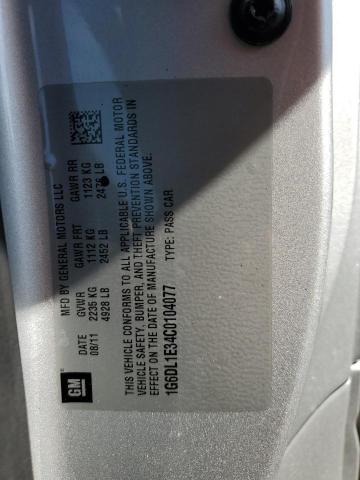 MFD BY GENERAL MOTORS LLC
DATE GVWR GAWR FRT GAWR RR
08/11 2235 KG 1112 KG 1123 KG
4928 LB 2452 LB 2476 LB
THIS VEHICLE CONFORMS TO ALL APPLICABLE U.S. FEDERAL MOTOR
VEHICLE SAFETY, BUMPER, AND THEFT PREVENTION STANDARDS IN
EFFECT ON THE DATE OF MANUFACTURE SHOWN ABOVE.
1G6DL1E34C0104077 TYPE: PASS CAR
GM